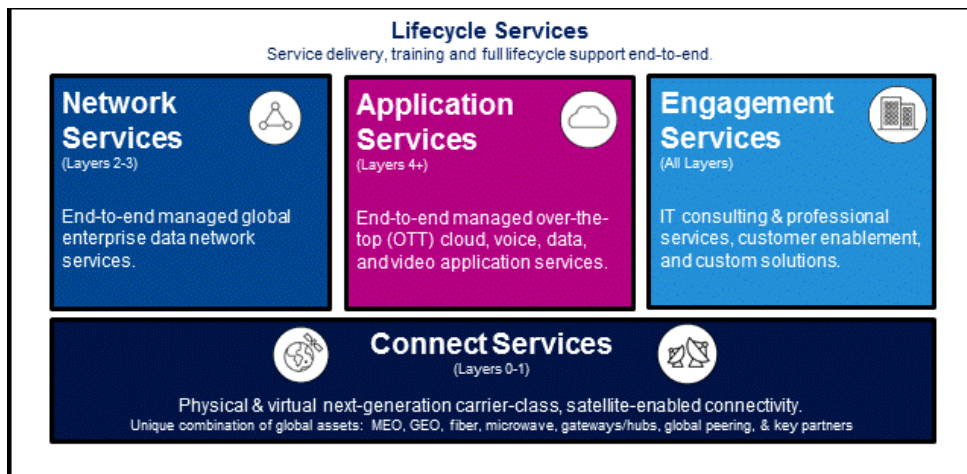 Lifecycle Services
Service delivery, training and full lifecycle support end-to-end.
Network
Services
(Layers 2-3)
End-to-end managed global
enterprise data network
services.
Application
Services
(Layers 4+)
End-to-end managed over-the-
top (OTT) cloud, voice, data,
and video application services.
Engagement
Services
(All Layers)
IT consulting & professional
services, customer enablement,
and custom solutions.
Connect Services
(Layers 0-1)
Physical & virtual next-generation carrier-class, satellite-enabled connectivity.
Unique combination of global assets: MEO, GEO, fiber, microwave, gateways/hubs, global peering, & key partners